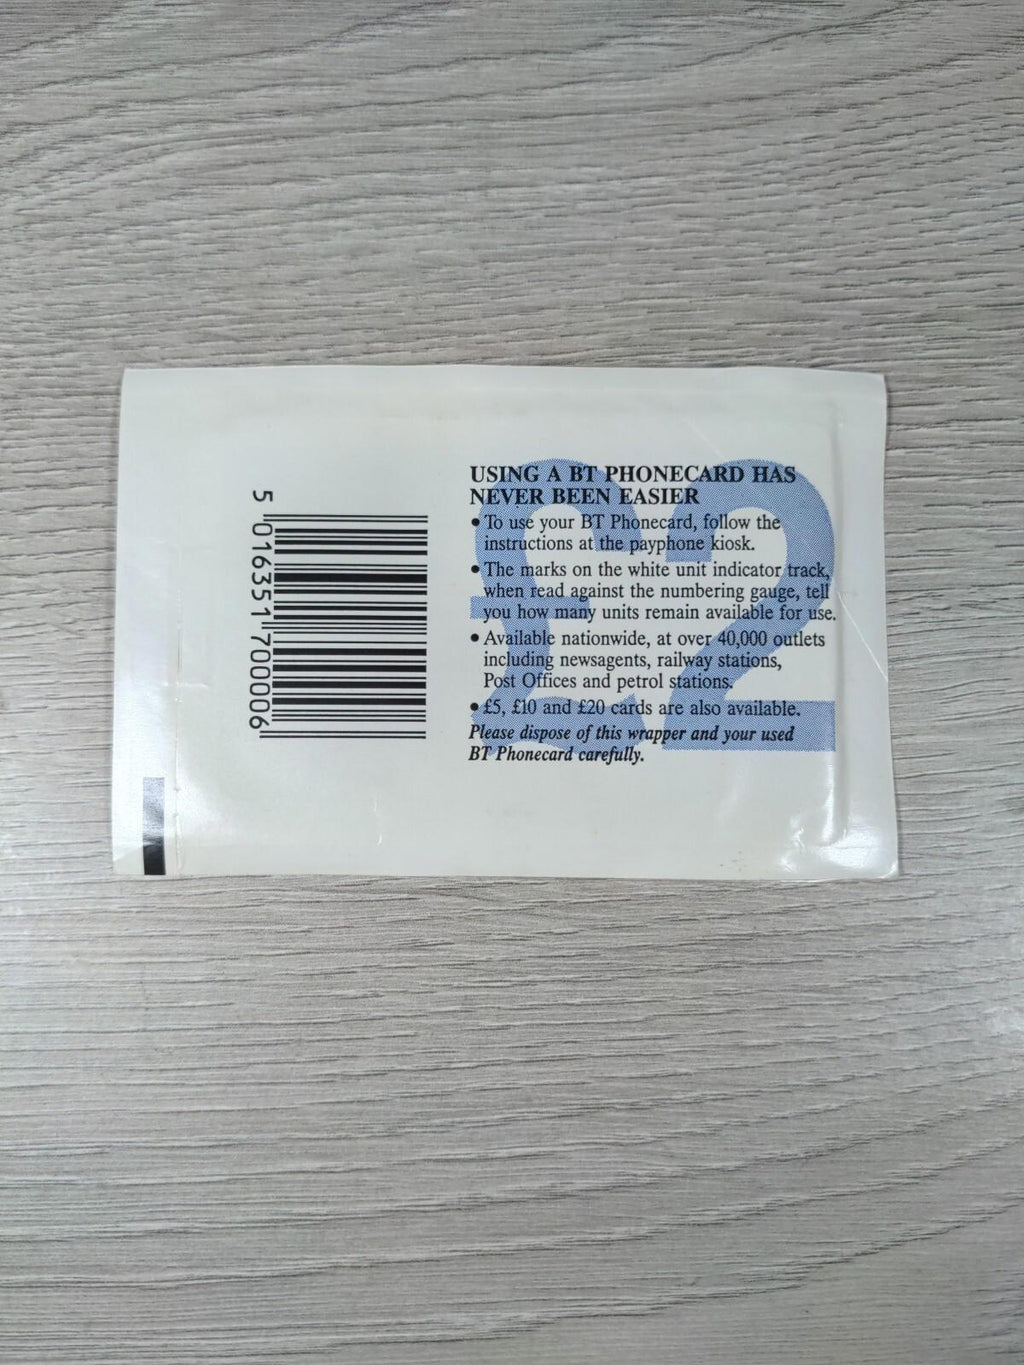 5 016351 700006
£2
USING A BT PHONECARD HAS
NEVER BEEN EASIER
• To use your BT Phonecard, follow the
instructions at the payphone kiosk.
• The marks on the white unit indicator track,
when read against the numbering gauge, tell
you how many units remain available for use.
• Available nationwide, at over 40,000 outlets
including newsagents, railway stations,
Post Offices and petrol stations.
• £5, £10 and £20 cards are also available.
Please dispose of this wrapper and your used
BT Phonecard carefully.